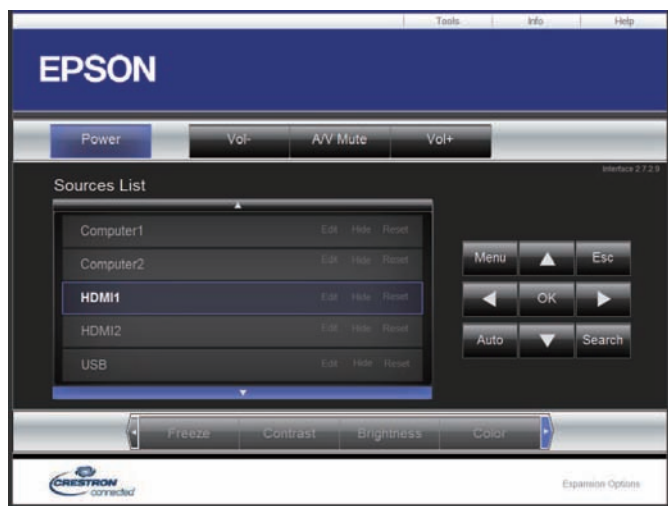 Tools Info Help
EPSON
Power Vol- A/V Mute Vol+
Interface 2.7.2.9
Sources List
Computer1 Edit Hide Reset
Computer2 Edit Hide Reset
HDMI1 Edit Hide Reset
HDMI2 Edit Hide Reset
USB Edit Hide Reset
Menu Esc
OK
Auto Search
Freeze Contrast Brightness Color
CRESTRON
connected
Expansion Options